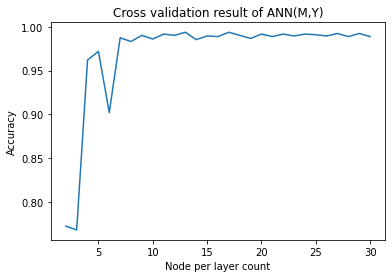 Cross validation result of ANN(M,Y)
1.00
0.95
0.90
0.85
0.80
Accuracy
5 10 15 20 25 30
Node per layer count